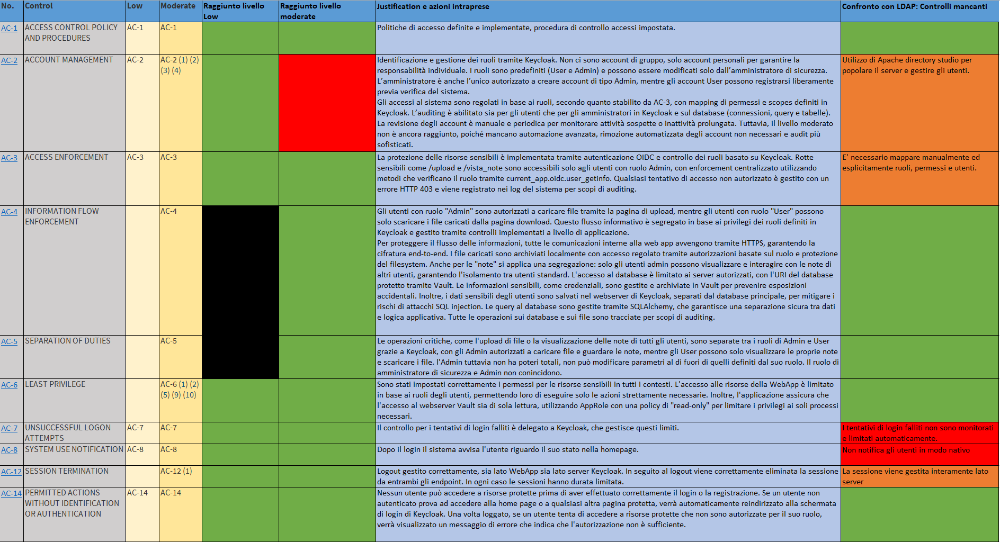 No. Control Low Moderate Raggiunto livello Low Raggiunto livello moderate Justification e azioni intraprese Confronto con LDAP: Controlli mancanti
AC-1
ACCESS CONTROL POLICY
AND PROCEDURES
AC-1
AC-1
Politiche di accesso definite e implementate, procedura di controllo accessi impostata.
AC-2
ACCOUNT MANAGEMENT
AC-2
AC-2 (1) (2)
(3) (4)
Identificazione e gestione dei ruoli tramite Keycloak. Non ci sono account di gruppo, solo account personali per garantire la
responsabilità individuale. I ruoli sono predefiniti (User e Admin) e possono essere modificati solo dall’amministratore di sicurezza.
L’amministratore è anche l’unico autorizzato a creare account di tipo Admin, mentre gli account User possono registrarsi liberamente
previa verifica del sistema.
Gli accessi al sistema sono regolati in base ai ruoli, secondo quanto stabilito da AC-3, con mapping di permessi e scopes definiti in
Keycloak. L’auditing è abilitato sia per gli utenti che per gli amministratori in Keycloak e sul database (connessioni, query e tabelle).
La revisione degli account è manuale e periodica per monitorare attività sospette o inattività prolungata. Tuttavia, il livello moderato
non è ancora raggiunto, poiché mancano automazione avanzata, rimozione automatizzata degli account non necessari e audit più
sofisticati.
Utilizzo di Apache directory studio per
popolare il server e gestire gli utenti.
AC-3
ACCESS ENFORCEMENT
AC-3
AC-3
La protezione delle risorse sensibili è implementata tramite autenticazione OIDC e controllo dei ruoli basato su Keycloak. Rotte
sensibili come /upload e /vista_note sono accessibili solo agli utenti con ruolo Admin, con enforcement centralizzato utilizzando
metodi che verificano il ruolo tramite current_app.oidc.user_getinfo. Qualsiasi tentativo di accesso non autorizzato è gestito con un
errore HTTP 403 e viene registrato nei log del sistema per scopi di auditing.
E' necessario mappare manualmente ed
esplicitamente ruoli, permessi e utenti.
AC-4
INFORMATION FLOW
ENFORCEMENT
AC-4
Gli utenti con ruolo "Admin" sono autorizzati a caricare file tramite la pagina di upload, mentre gli utenti con ruolo "User" possono
solo scaricare i file caricati dalla pagina download. Questo flusso informativo è segregato in base ai privilegi dei ruoli definiti in
Keycloak e gestito tramite controlli implementati a livello di applicazione.
Per proteggere il flusso delle informazioni, tutte le comunicazioni interne alla web app avvengono tramite HTTPS, garantendo la
cifratura end-to-end. I file caricati sono archiviati localmente con accesso regolato tramite autorizzazioni basate sul ruolo e protezione
del filesystem. Anche per le "note" si applica una segregazione: solo gli utenti admin possono visualizzare e interagire con le note di
altri utenti, garantendo l'isolamento tra utenti standard. L'accesso al database è limitato ai server autorizzati, con l'URI del database
protetto tramite Vault. Le informazioni sensibili, come credenziali, sono gestite e archiviate in Vault per prevenire esposizioni
accidentali. Inoltre, i dati sensibili degli utenti sono salvati nel webserver di Keycloak, separati dal database principale, per mitigare i
rischi di attacchi SQL injection. Le query al database sono gestite tramite SQLAlchemy, che garantisce una separazione sicura tra dati
e logica applicativa. Tutte le operazioni sui database e sui file sono tracciate per scopi di auditing.
AC-5
SEPARATION OF DUTIES
AC-5
Le operazioni critiche, come l'upload di file o la visualizzazione delle note di tutti gli utenti, sono separate tra i ruoli di Admin e User
grazie a Keycloak, con gli Admin autorizzati a caricare file e guardare le note, mentre gli User possono solo visualizzare le proprie note
e scaricare i file. l'Admin tuttavia non ha poteri totali, non può modificare parametri al di fuori di quelli definiti dal suo ruolo. Il ruolo di
amministratore di sicurezza e Admin non conincidono.
AC-6
LEAST PRIVILEGE
AC-6 (1) (2)
(5) (9) (10)
Sono stati impostati correttamente i permessi per le risorse sensibili in tutti i contesti. L'accesso alle risorse della WebApp è limitato
in base ai ruoli degli utenti, permettendo loro di eseguire solo le azioni strettamente necessarie. Inoltre, l'applicazione assicura che
l'accesso al webserver Vault sia di sola lettura, utilizzando AppRole con una policy di "read-only" per limitare i privilegi ai soli processi
necessari.
AC-7
UNSUCCESSFUL LOGON
ATTEMPTS
AC-7
AC-7
Il controllo per i tentativi di login falliti è delegato a Keycloak, che gestisce questi limiti.
I tentativi di login falliti non sono monitorati
e limitati automaticamente.
AC-8
SYSTEM USE NOTIFICATION
AC-8
AC-8
Dopo il login il sistema avvisa l'utente riguardo il suo stato nella homepage.
Non notifica gli utenti in modo nativo
AC-12
SESSION TERMINATION
AC-12 (1)
Logout gestito correttamente, sia lato WebApp sia lato server Keycloak. In seguito al logout viene correttamente eliminata la sessione
da entrambi gli endpoint. In ogni caso le sessioni hanno durata limitata.
La sessione viene gestita interamente lato
server
AC-14
PERMITTED ACTIONS
WITHOUT IDENTIFICATION
OR AUTHENTICATION
AC-14
AC-14
Nessun utente può accedere a risorse protette prima di aver effettuato correttamente il login o la registrazione. Se un utente non
autenticato prova ad accedere alla home page o a qualsiasi altra pagina protetta, verrà automaticamente reindirizzato alla schermata
di login di Keycloak. Una volta loggato, se un utente tenta di accedere a risorse protette che non sono autorizzate per il suo ruolo,
verrà visualizzato un messaggio di errore che indica che l'autorizzazione non è sufficiente.